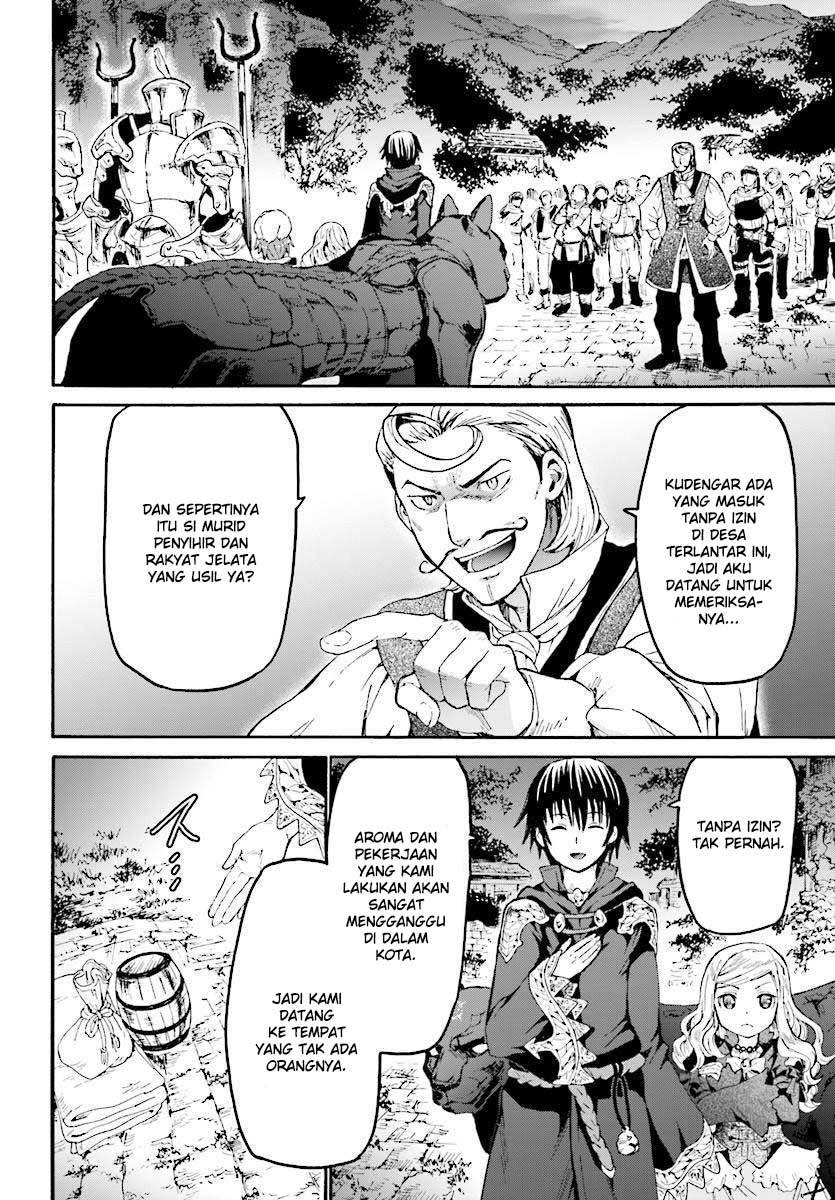 KUDENGAR ADA
YANG MASUK
TANPA IZIN
DI DESA
TERLANTAR INI,
JADI AKU
DATANG UNTUK
MEMERIKSA-
NYA...
DAN SEPERTINYA
ITU SI MURID
PENYIHIR DAN
RAKYAT JELATA
YANG USIL YA?
TANPA IZIN?
TAK PERNAH.
AROMA DAN
PEKERJAAN
YANG KAMI
LAKUKAN AKAN
SANGAT
MENGGANGGU
DI DALAM
KOTA.
JADI KAMI
DATANG
KE TEMPAT
YANG TAK ADA
ORANGNYA.